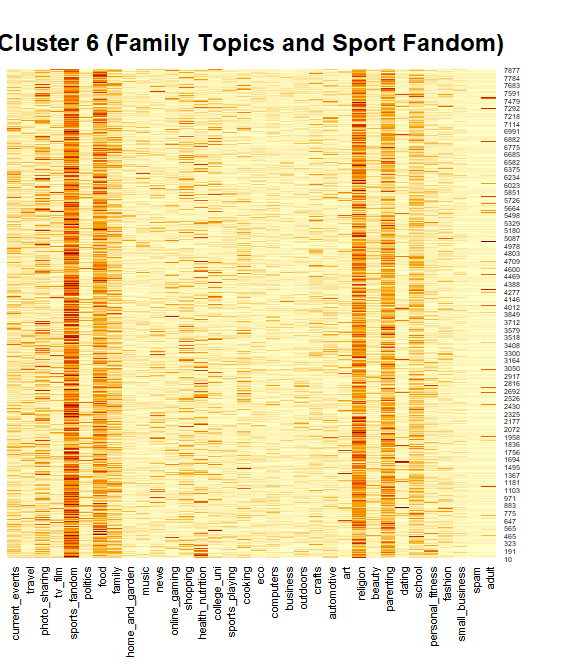 Cluster 6 (Family Topics and Sport Fandom)
7877
7784
7683
7591
7479
7292
7218
7114
6991
6882
6775
6685
6582
6375
6234
6023
5851
5726
5664
5498
5329
5180
5087
4978
4803
4709
4600
4469
4388
4277
4146
4012
3849
3712
3579
3518
3408
3300
3164
3050
2917
2816
2692
2526
2430
2325
2177
2072
1958
1836
1756
1694
1495
1367
1181
1103
971
883
775
647
565
465
323
191
10
current_events
travel
photo_sharing
tv_film
sports_fandom
politics
food
family
home_and_garden
music
news
online_gaming
shopping
health_nutrition
college_uni
sports_playing
cooking
eco
computers
business
outdoors
crafts
automotive
art
religion
beauty
parenting
dating
school
personal_fitness
fashion
small_business
spam
adult